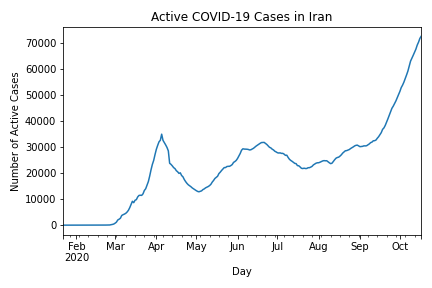 Active COVID-19 Cases in Iran
Number of Active Cases
70000
60000
50000
40000
30000
20000
10000
0
Feb Mar Apr May Jun Jul Aug Sep Oct
2020
Day